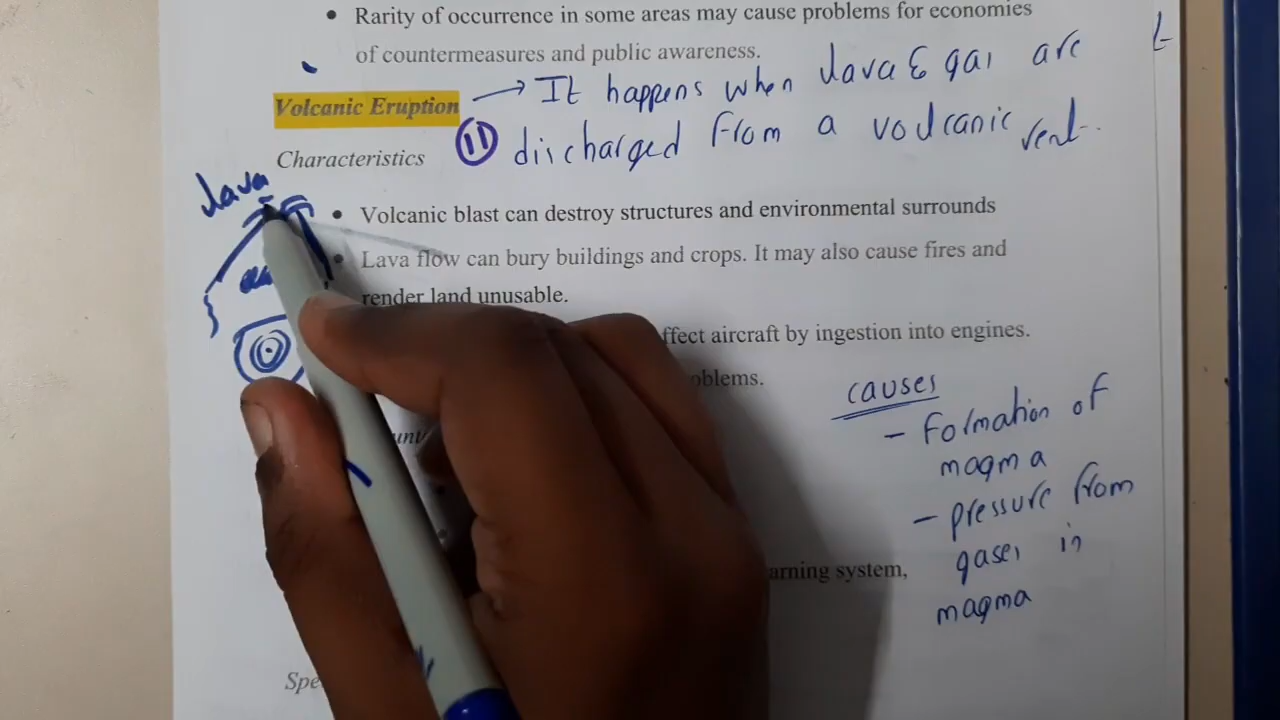 • Rarity of occurrence in some areas may cause problems for economies
of countermeasures and public awareness.
Volcanic Eruption → It happens when lava & gas are
⑪ discharged from a volcanic vent.
Characteristics
lava
• Volcanic blast can destroy structures and environmental surrounds
• Lava flow can bury buildings and crops. It may also cause fires and
render land unusable.
ffect aircraft by ingestion into engines.
oblems.
causes
- Formation of
magma
- pressure from
gases in
magma
arning system,
Spe